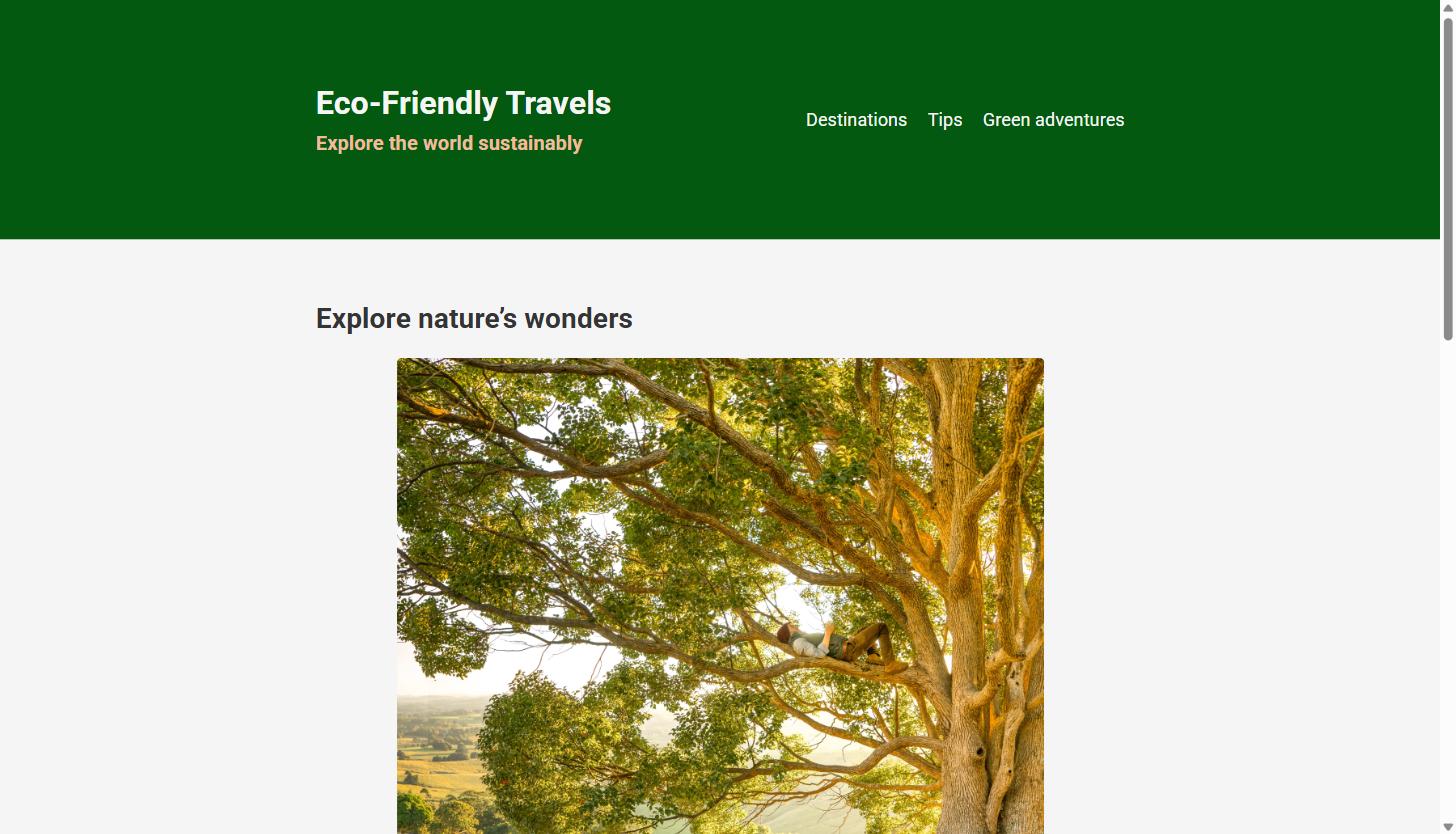 Eco-Friendly Travels
Explore the world sustainably
Destinations Tips Green adventures
Explore nature’s wonders